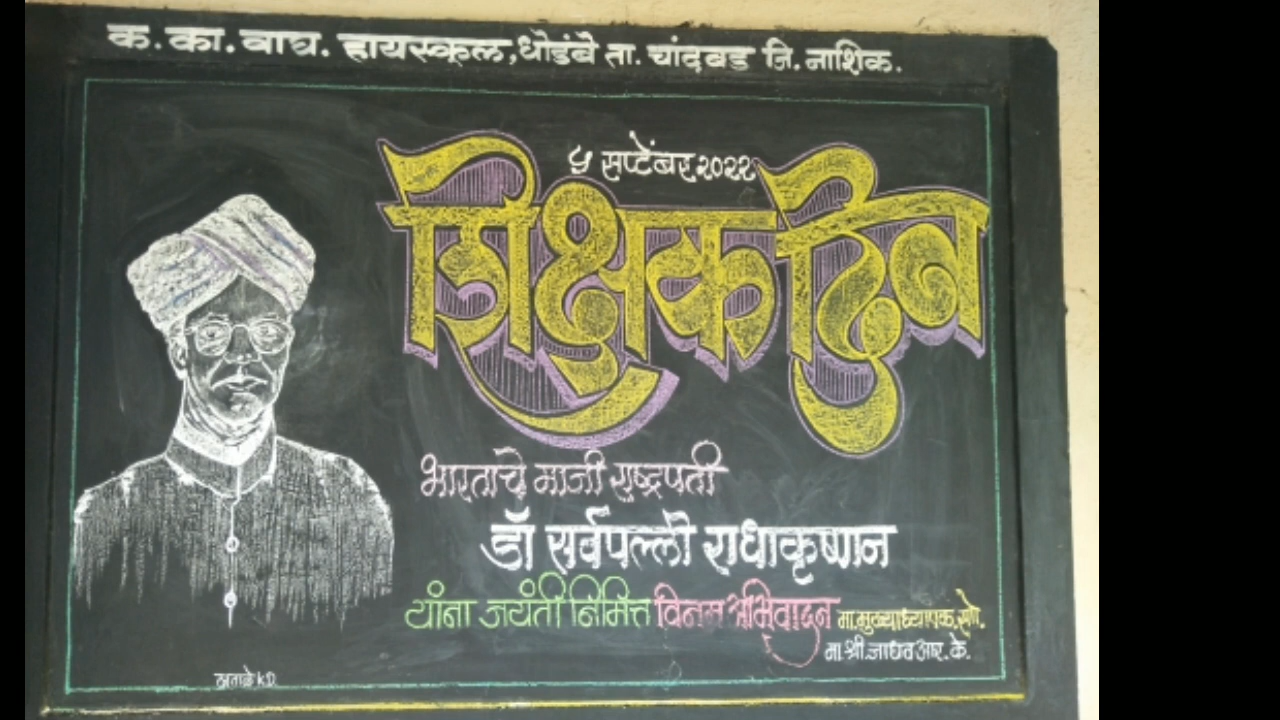 क. का. वाघ. हायस्कूल, धोडंबे ता. चांदवड जि. नाशिक.
५ सप्टेंबर २०२२
शिक्षक दिन
भारताचे माजी राष्ट्रपती
डॉ सर्वपल्ली राधाकृष्णन
यांना जयंती निमित्त विनम्र अभिवादन
मा. मुख्याध्यापक
मा. श्री. जाधव आर. के.
K.D.